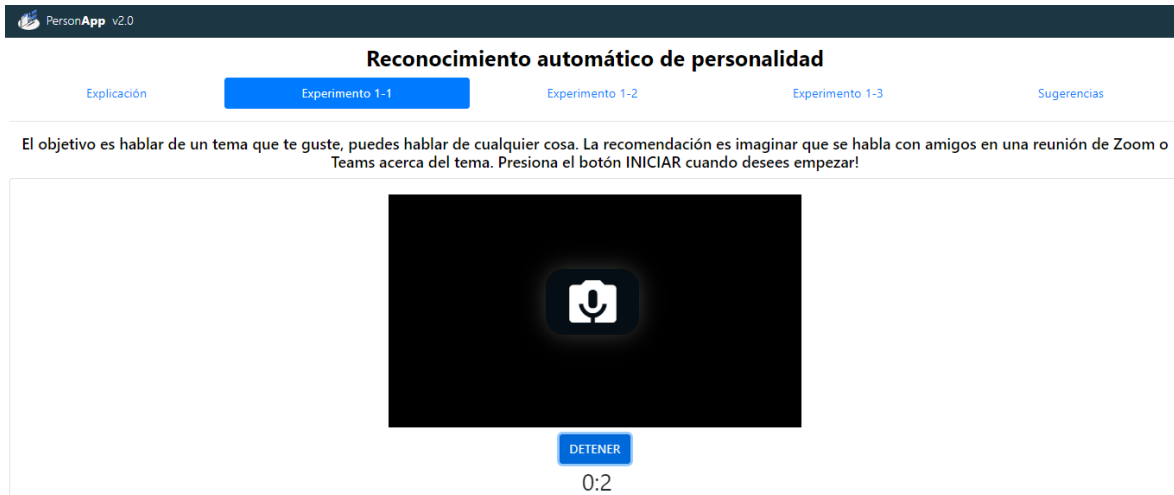 PersonApp v2.0
Reconocimiento automático de personalidad
Explicación
Experimento 1-1
Experimento 1-2
Experimento 1-3
Sugerencias
El objetivo es hablar de un tema que te guste, puedes hablar de cualquier cosa. La recomendación es imaginar que se habla con amigos en una reunión de Zoom o
Teams acerca del tema. Presiona el botón INICIAR cuando desees empezar!
DETENER
0:2